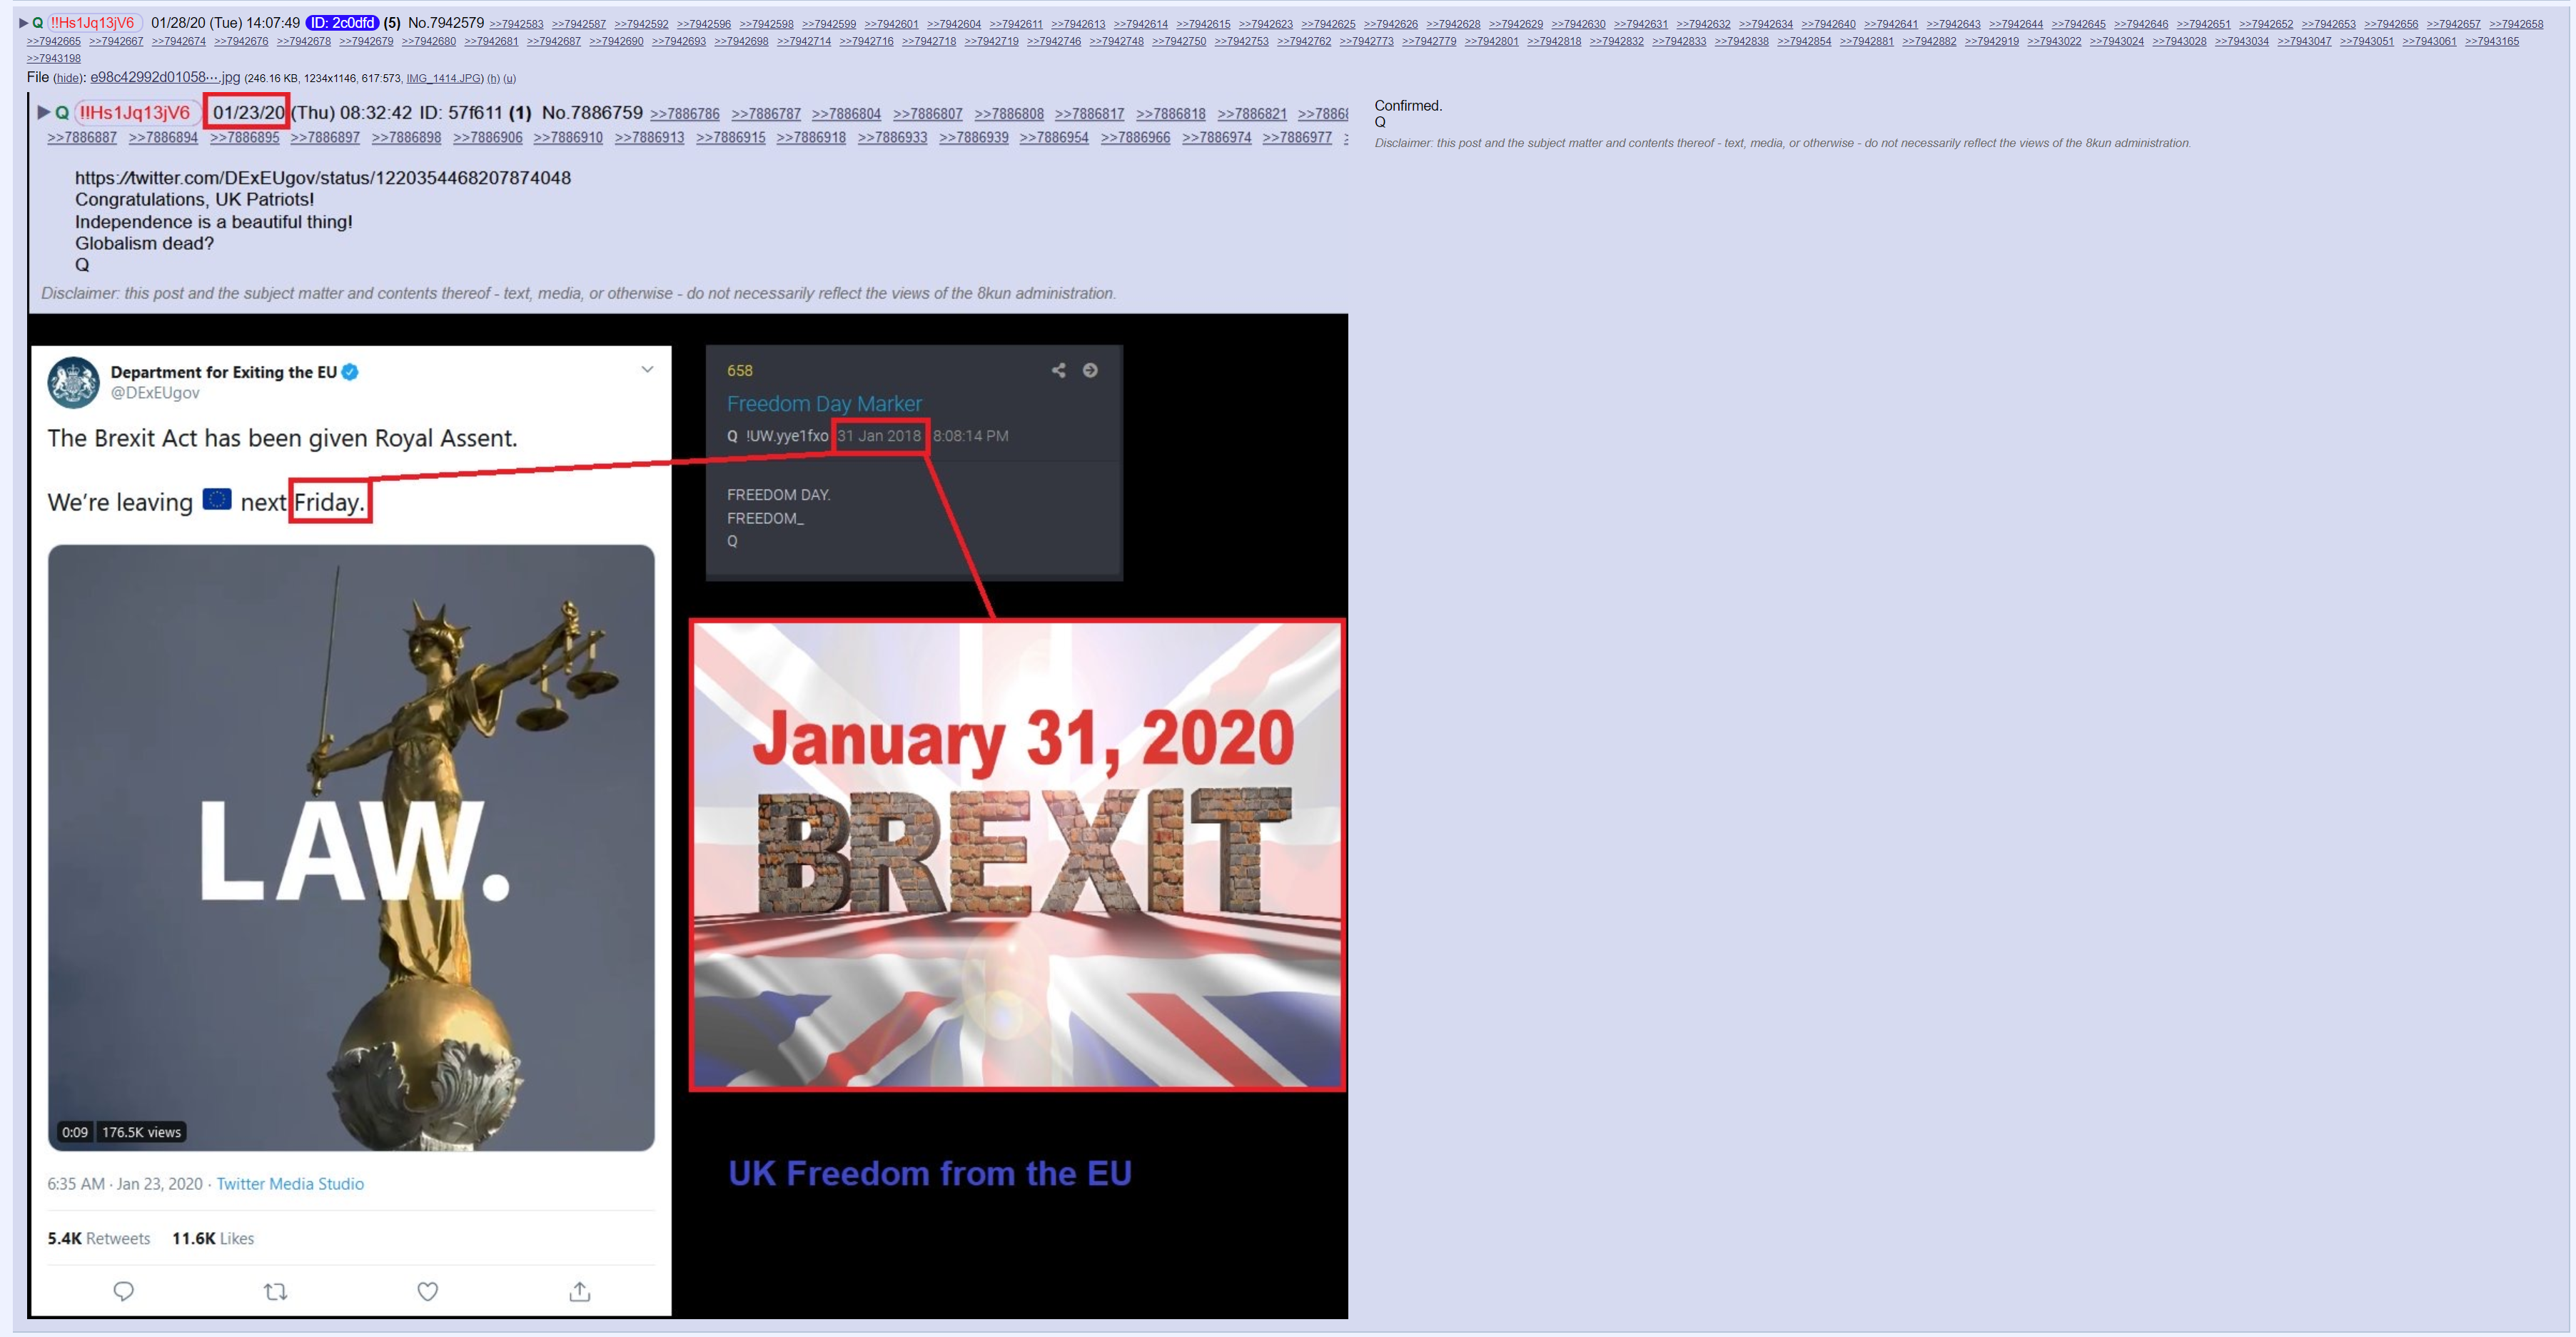 Q !!Hs1Jq13jV6 01/28/20 (Tue) 14:07:49 ID: 2c0dfd (5) No.7942579 >>7942583 >>7942587 >>7942592 >>7942596 >>7942598 >>7942599 >>7942601 >>7942604 >>7942611 >>7942613 >>7942614 >>7942615 >>7942623 >>7942625 >>7942626 >>7942628 >>7942629 >>7942630 >>7942631 >>7942632 >>7942634 >>7942640 >>7942641 >>7942643 >>7942644 >>7942645 >>7942646 >>7942651 >>7942652 >>7942653 >>7942656 >>7942657 >>7942658
>>7942665 >>7942667 >>7942674 >>7942676 >>7942678 >>7942679 >>7942680 >>7942681 >>7942687 >>7942690 >>7942693 >>7942698 >>7942714 >>7942716 >>7942718 >>7942719 >>7942746 >>7942748 >>7942750 >>7942753 >>7942762 >>7942773 >>7942779 >>7942801 >>7942818 >>7942832 >>7942833 >>7942838 >>7942854 >>7942881 >>7942882 >>7942919 >>7943022 >>7943024 >>7943028 >>7943034 >>7943047 >>7943051 >>7943061 >>7943165
>>7943198
File (hide): e98c42992d01058⋯.jpg (246.16 KB, 1234x1146, 617:573, IMG_1414.JPG) (h) (u)
Q !!Hs1Jq13jV6 01/23/20 (Thu) 08:32:42 ID: 57f611 (1) No.7886759 >>7886786 >>7886787 >>7886804 >>7886807 >>7886808 >>7886817 >>7886818 >>7886821
>>7886887 >>7886894 >>7886895 >>7886897 >>7886898 >>7886906 >>7886910 >>7886913 >>7886915 >>7886918 >>7886933 >>7886939 >>7886954 >>7886966 >>7886974 >>7886977
https://twitter.com/DExEUgov/status/1220354468207874048
Congratulations, UK Patriots!
Independence is a beautiful thing!
Globalism dead?
Q
Disclaimer: this post and the subject matter and contents thereof - text, media, or otherwise - do not necessarily reflect the views of the 8kun administration.
Department for Exiting the EU
@DExEUgov
The Brexit Act has been given Royal Assent.
We're leaving 🇪🇺 next Friday.
LAW.
0:09 176.5K views
6:35 AM · Jan 23, 2020 · Twitter Media Studio
5.4K Retweets 11.6K Likes
658
Freedom Day Marker
Q !UW.yye1fxo 31 Jan 2018 8:08:14 PM
FREEDOM DAY.
FREEDOM_
Q
January 31, 2020
BREXIT
UK Freedom from the EU
Confirmed.
Q
Disclaimer: this post and the subject matter and contents thereof - text, media, or otherwise - do not necessarily reflect the views of the 8kun administration.